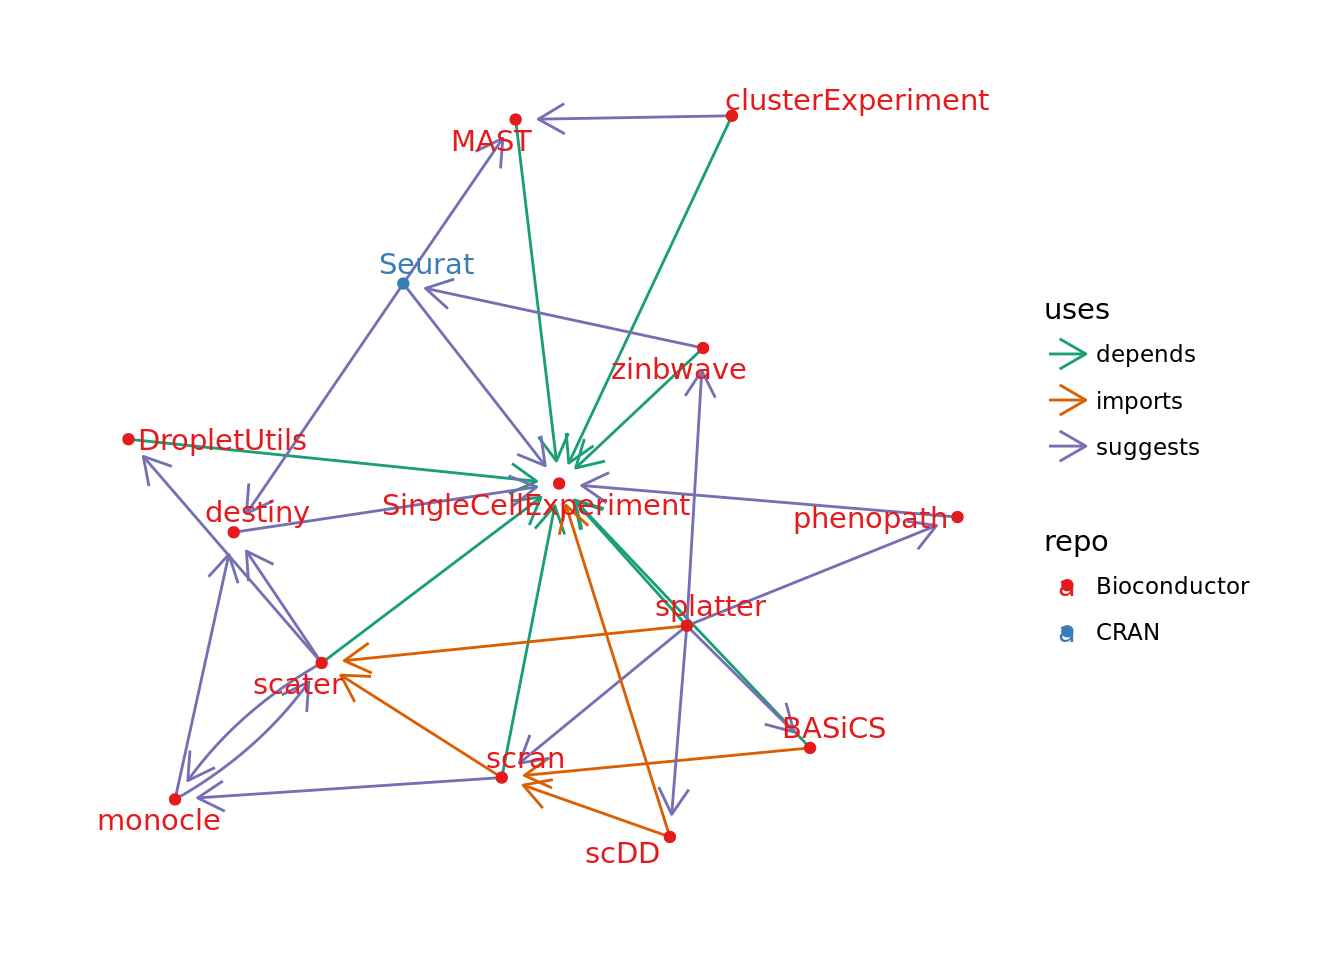 clusterExperiment
MAST
Seurat
zinbwave
DropletUtils
destiny
SingleCellExperiment
phenopath
splatter
scater
BASiCS
scran
monocle
scDD
uses
depends
imports
suggests
repo
a Bioconductor
a CRAN